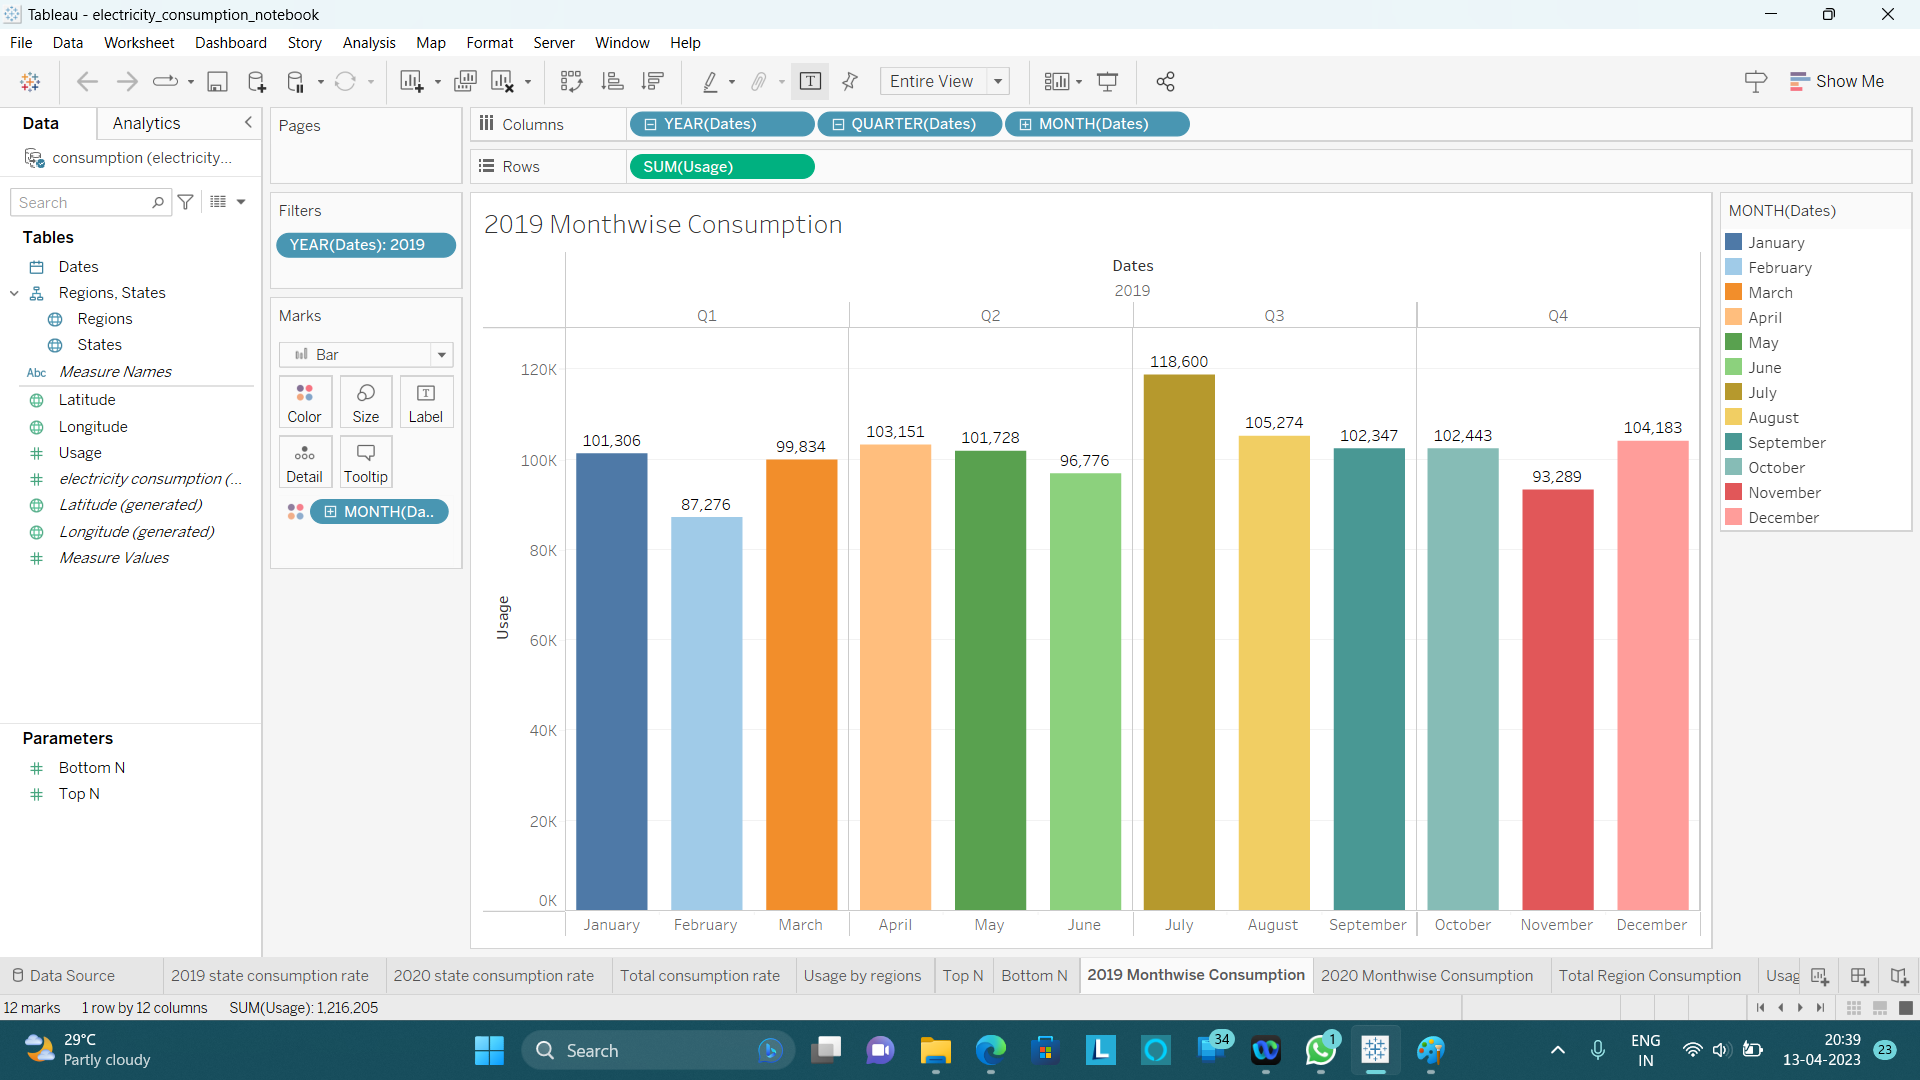 Tableau - electricity_consumption_notebook
File Data Worksheet Dashboard Story Analysis Map Format Server Window Help
Entire View
Show Me
Data Analytics
consumption (electricity...
Search
Tables
Dates
Regions, States
Regions
States
Abc Measure Names
Latitude
Longitude
Usage
electricity consumption (...
Latitude (generated)
Longitude (generated)
Measure Values
Parameters
Bottom N
Top N
Pages
Filters
YEAR(Dates): 2019
Marks
Bar
Color Size Label
Detail Tooltip
MONTH(Da..
Columns YEAR(Dates) QUARTER(Dates) MONTH(Dates)
Rows SUM(Usage)
2019 Monthwise Consumption
Dates
2019
Q1 Q2 Q3 Q4
120K
100K
80K
60K
40K
20K
0K
Usage
101,306
87,276
99,834
103,151
101,728
96,776
118,600
105,274
102,347
102,443
93,289
104,183
January February March April May June July August September October November December
MONTH(Dates)
January
February
March
April
May
June
July
August
September
October
November
December
Data Source 2019 state consumption rate 2020 state consumption rate Total consumption rate Usage by regions Top N Bottom N 2019 Monthwise Consumption 2020 Monthwise Consumption Total Region Consumption Usag
12 marks 1 row by 12 columns SUM(Usage): 1,216,205
29°C
Partly cloudy
Search
L
34
1
ENG
IN
20:39
13-04-2023
23